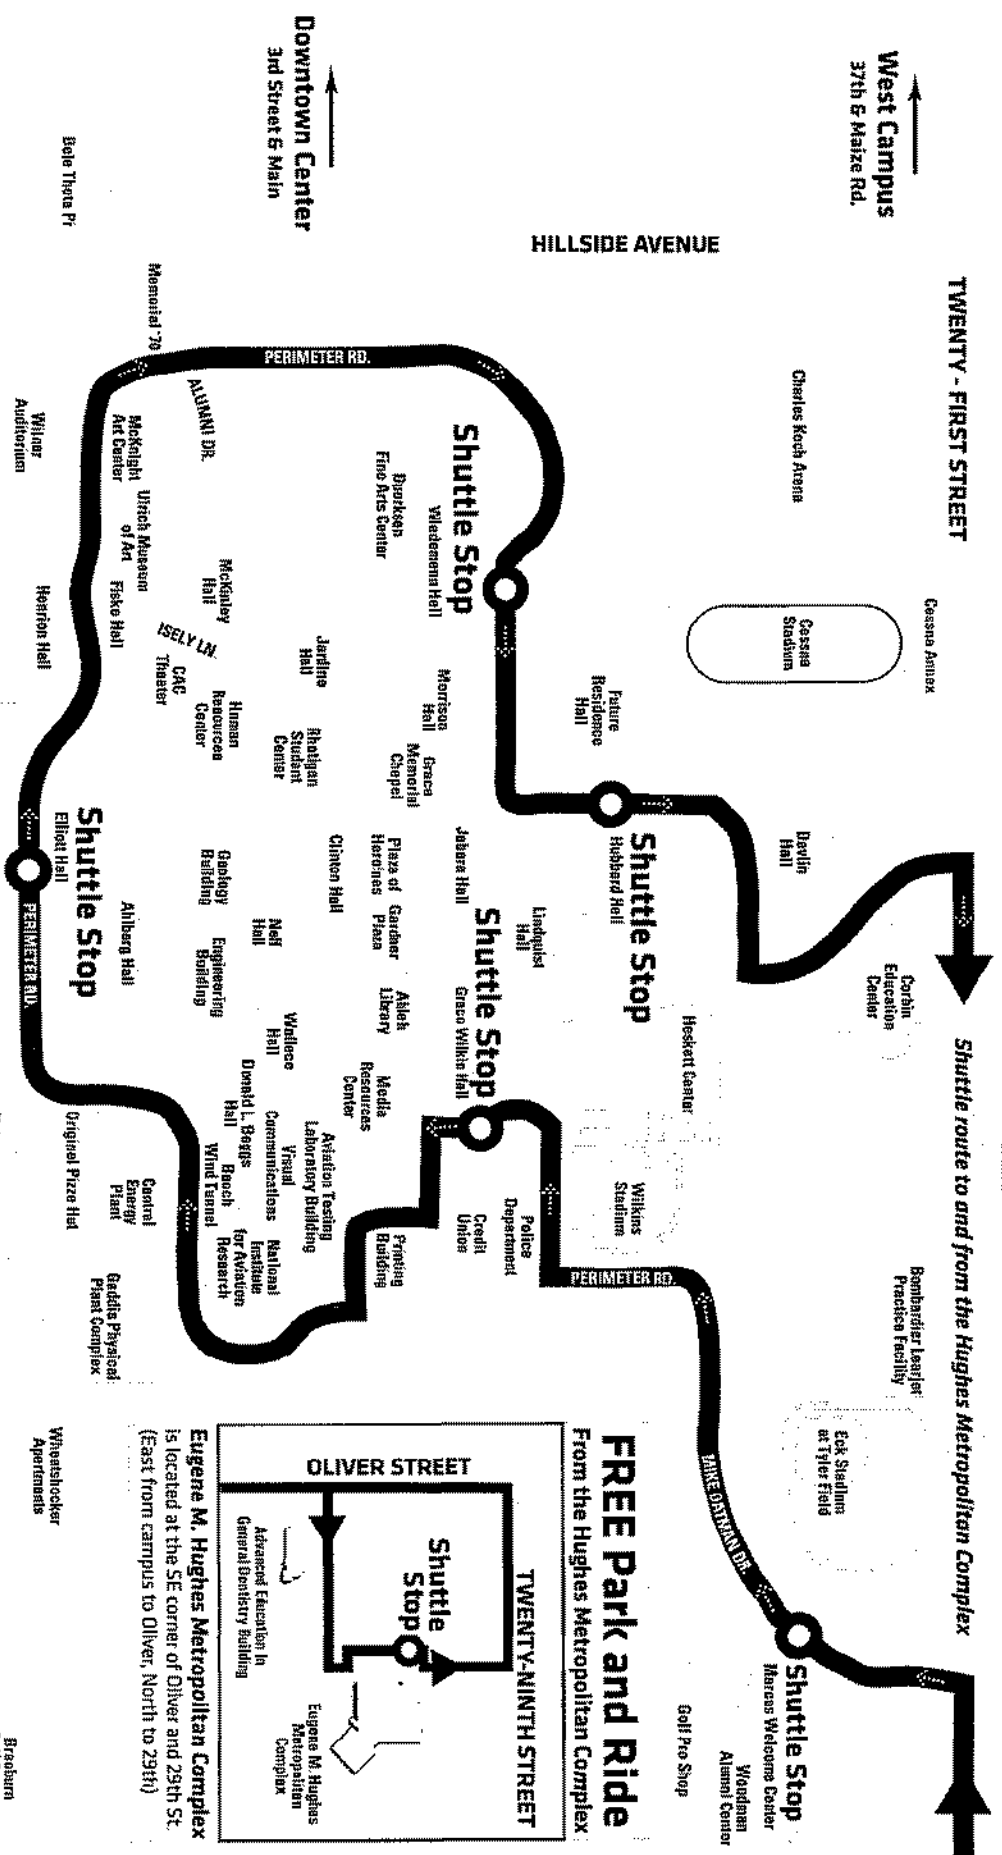 West Campus
37th & Maize Rd.
Downtown Center
3rd Street & Main
HILLSIDE AVENUE
TWENTY - FIRST STREET
Shuttle route to and from the Hughes Metropolitan Complex
Charles Koch Arena
Cessna Annex
Cessna
Stadium
Future
Residence
Hall
Devlin
Hall
Corbin
Education
Center
Bombardier Learjet
Practice Facility
Eck Stadium
at Tyler Field
Shuttle Stop
Hubbard Hall
Heskett Center
Wilkins
Stadium
PERIMETER RD.
MIKE OATMAN DR.
Shuttle Stop
Marcus Welcome Center
Woodman
Alumni Center
Golf Pro Shop
Shuttle Stop
Wiedemann Hall
Duerksen
Fine Arts Center
Morrison
Hall
Grace
Memorial
Chapel
Jabara Hall
Lindquist
Hall
Shuttle Stop
Grace Wilkie Hall
Police
Department
Credit
Union
Plaza of
Heroines
Gardner
Plaza
Ablah
Library
Media
Resources
Center
Printing
Building
PERIMETER RD.
Jardine
Hall
Rhatigan
Student
Center
Clinton Hall
Aviation Testing
Laboratory Building
Visual
Communications
Neff
Hall
Wallace
Hall
Donald L. Beggs
Hall
National
Institute
for Aviation
Research
Beech
Wind Tunnel
ALUMNI DR.
McKinley
Hall
ISELY LN.
Human
Resources
Center
Geology
Building
Engineering
Building
CAC
Theater
Memorial '70
McKnight
Art Center
Ulrich Museum
of Art
Fiske Hall
Ahlberg Hall
Central
Energy
Plant
Gaddis Physical
Plant Complex
Shuttle Stop
Elliott Hall
Original Pizza Hut
PERIMETER RD.
Beta Theta Pi
Wilner
Auditorium
Henrion Hall
Wheatshocker
Apartments
Braeburn
FREE Park and Ride
From the Hughes Metropolitan Complex
TWENTY-NINTH STREET
OLIVER STREET
Shuttle
Stop
Advanced Education in
General Dentistry Building
Eugene M. Hughes
Metropolitan
Complex
Eugene M. Hughes Metropolitan Complex
is located at the SE corner of Oliver and 29th St.
(East from campus to Oliver, North to 29th)